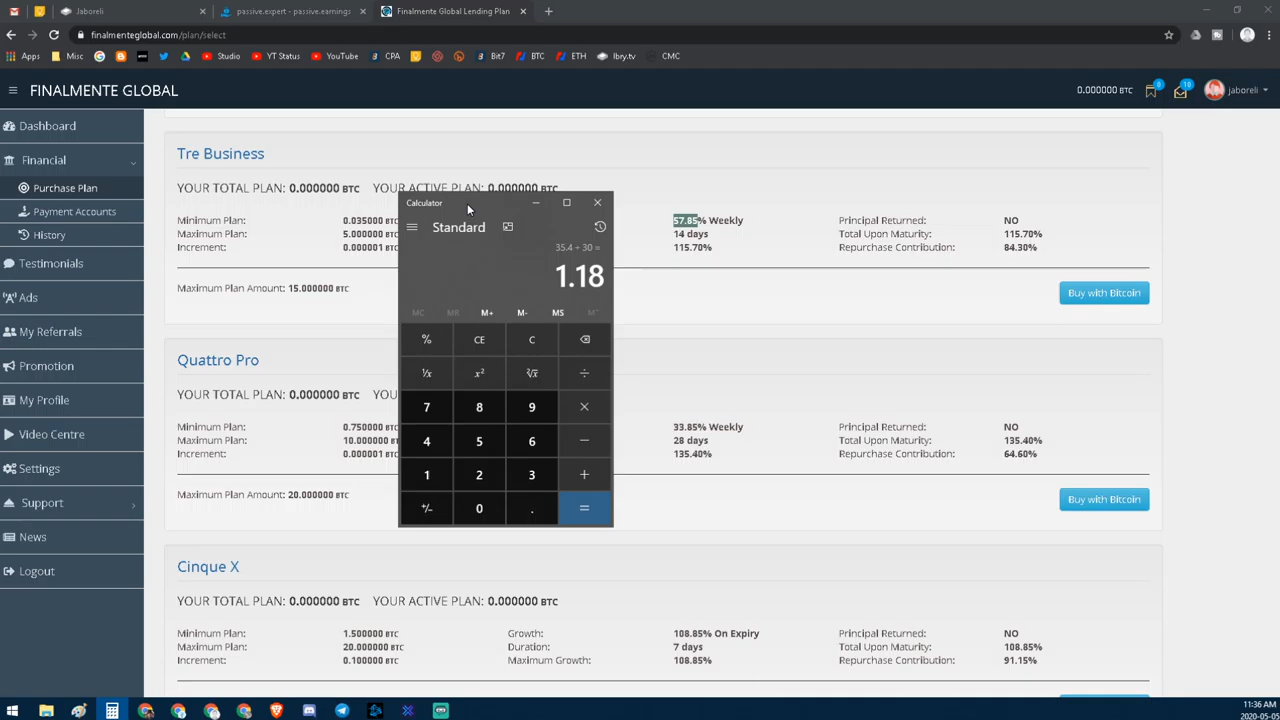 Jaboreli
passive.expert - passive.earnings
Finalmente Global Lending Plan
finalmenteglobal.com/plan/select
Apps Misc Studio YT Status YouTube CPA Bit7 BTC ETH lbry.tv CMC
FINALMENTE GLOBAL
0.000000 BTC 0 10 jaboreli
Dashboard
Financial
Purchase Plan
Payment Accounts
History
Testimonials
Ads
My Referrals
Promotion
My Profile
Video Centre
Settings
Support
News
Logout
Tre Business
YOUR TOTAL PLAN: 0.000000 BTC YOUR ACTIVE PLAN: 0.000000 BTC
Minimum Plan: 0.035000 BTC 57.85% Weekly Principal Returned: NO
Maximum Plan: 5.000000 BTC 14 days Total Upon Maturity: 115.70%
Increment: 0.000001 BTC 115.70% Repurchase Contribution: 84.30%
Maximum Plan Amount: 15.000000 BTC
Buy with Bitcoin
Calculator
Standard
35.4 ÷ 30 =
1.18
MC MR M+ M- MS M˅
% CE C
¹/x x² ²√x ÷
7 8 9 ×
4 5 6 −
1 2 3 +
+/− 0 . =
Quattro Pro
YOUR TOTAL PLAN: 0.000000 BTC
Minimum Plan: 0.750000 BTC 33.85% Weekly Principal Returned: NO
Maximum Plan: 10.000000 BTC 28 days Total Upon Maturity: 135.40%
Increment: 0.000001 BTC 135.40% Repurchase Contribution: 64.60%
Maximum Plan Amount: 20.000000 BTC
Buy with Bitcoin
Cinque X
YOUR TOTAL PLAN: 0.000000 BTC YOUR ACTIVE PLAN: 0.000000 BTC
Minimum Plan: 1.500000 BTC Growth: 108.85% On Expiry Principal Returned: NO
Maximum Plan: 20.000000 BTC Duration: 7 days Total Upon Maturity: 108.85%
Increment: 0.100000 BTC Maximum Growth: 108.85% Repurchase Contribution: 91.15%
11:36 AM